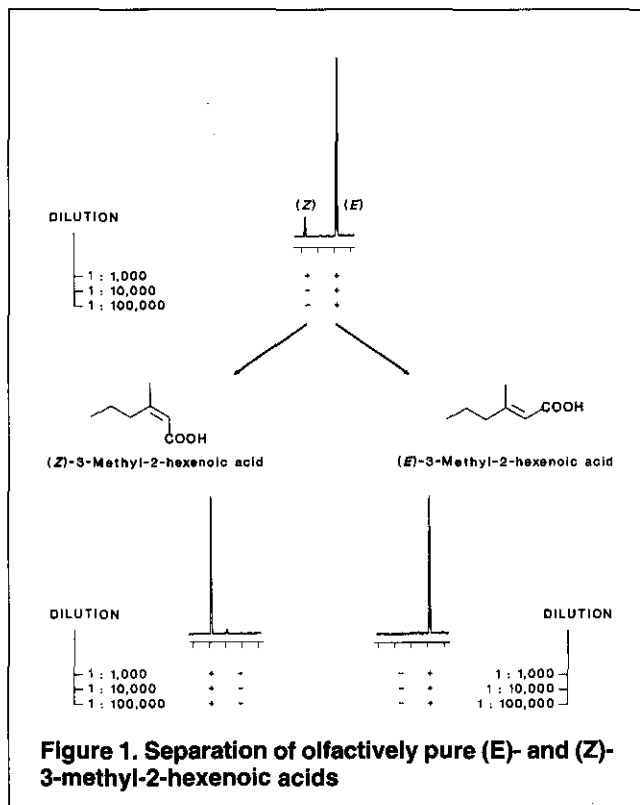 (Z) (E)
DILUTION
1 : 1,000 + +
1 : 10,000 - +
1 : 100,000 - +
COOH
COOH
(Z)-3-Methyl-2-hexenoic acid
(E)-3-Methyl-2-hexenoic acid
DILUTION
1 : 1,000 + -
1 : 10,000 + -
1 : 100,000 + -
DILUTION
- + 1 : 1,000
- + 1 : 10,000
- + 1 : 100,000
Figure 1. Separation of olfactively pure (E)- and (Z)-
3-methyl-2-hexenoic acids